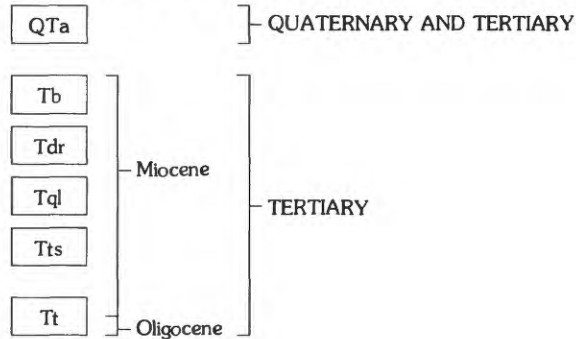 QTa QUATERNARY AND TERTIARY
Tb
Tdr
Miocene
Tql
TERTIARY
Tts
Tt
Oligocene